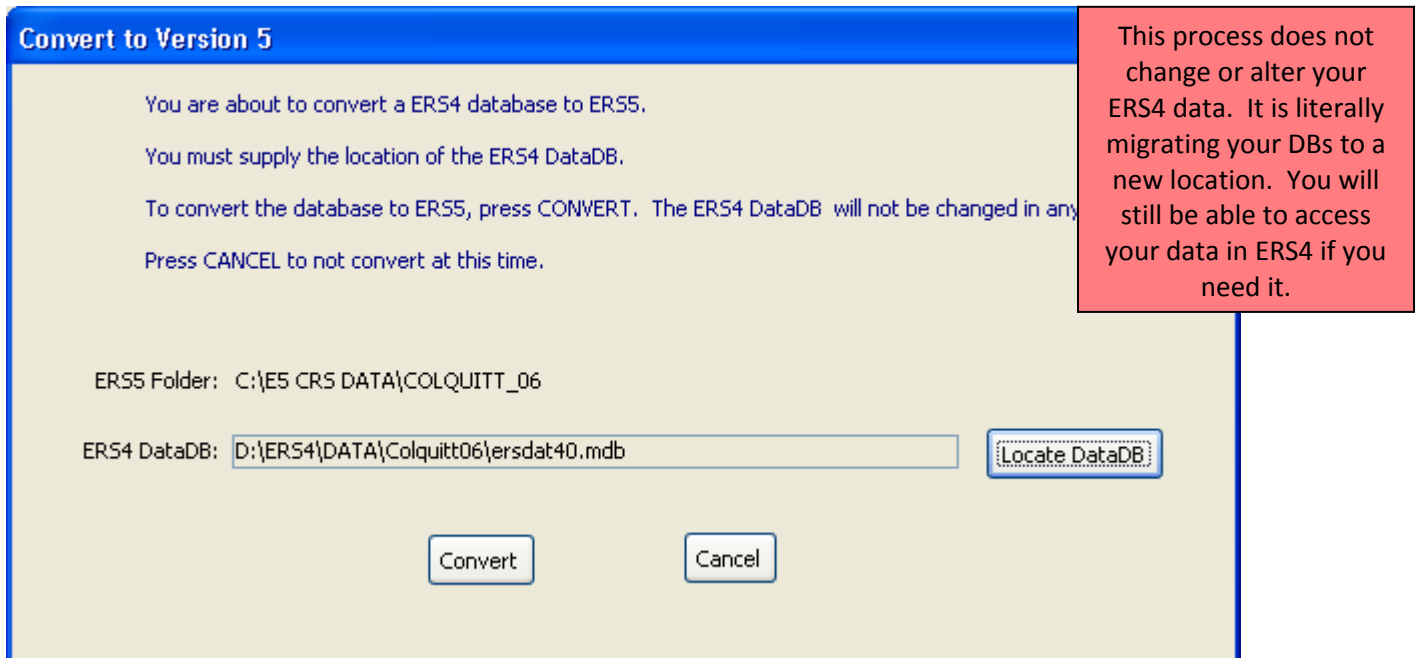 Convert to Version 5
You are about to convert a ERS4 database to ERS5.
You must supply the location of the ERS4 DataDB.
To convert the database to ERS5, press CONVERT. The ERS4 DataDB will not be changed in any
Press CANCEL to not convert at this time.
ERS5 Folder: C:\E5 CRS DATA\COLQUITT_06
ERS4 DataDB: D:\ERS4\DATA\Colquitt06\ersdat40.mdb
Locate DataDB
Convert Cancel
This process does not
change or alter your
ERS4 data. It is literally
migrating your DBs to a
new location. You will
still be able to access
your data in ERS4 if you
need it.